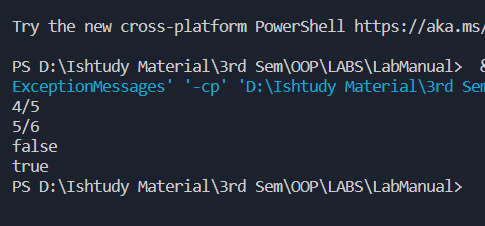 Try the new cross-platform PowerShell https://aka.ms/
PS D:\Ishtudy Material\3rd Sem\OOP\LABS\LabManual>  &
ExceptionMessages' '-cp' 'D:\Ishtudy Material\3rd Sem
4/5
5/6
false
true
PS D:\Ishtudy Material\3rd Sem\OOP\LABS\LabManual>